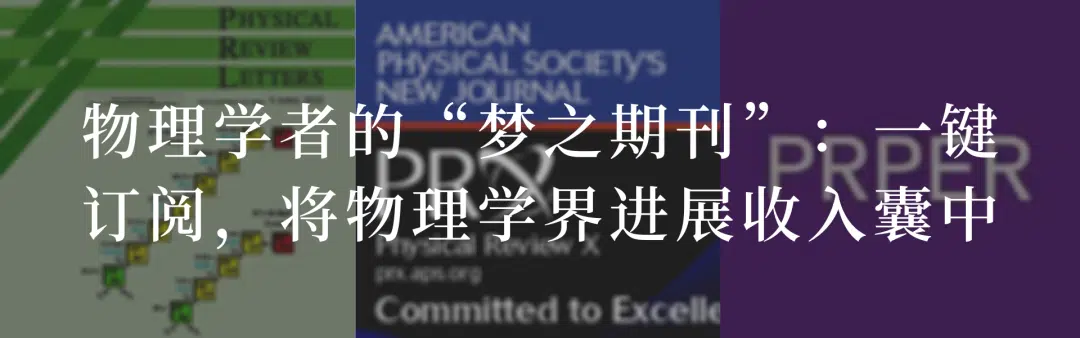 PHYSICAL
REVIEW
LETTERS
AMERICAN
PHYSICAL SOCIETY'S
NEW JOURNAL
物理学者的“梦之期刊”：一键
订阅，将物理学界进展收入囊中
PRX
PRPER
Physical Review X
prx.aps.org
Committed to Excelle